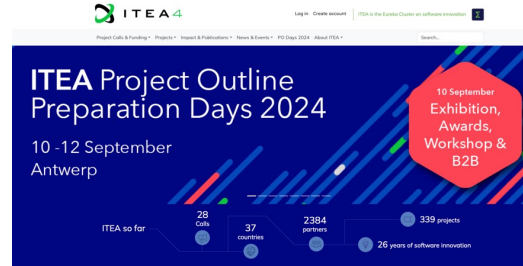 ITEA4
Log in Create account ITEA is the Eureka Cluster on software innovation
Project Calls & Funding Projects Impact & Publications News & Events PO Days 2024 About ITEA
Search...
ITEA Project Outline
Preparation Days 2024
10 -12 September
Antwerp
10 September
Exhibition,
Awards,
Workshop &
B2B
ITEA so far
28
Calls
37
countries
2384
partners
339 projects
26 years of software innovation